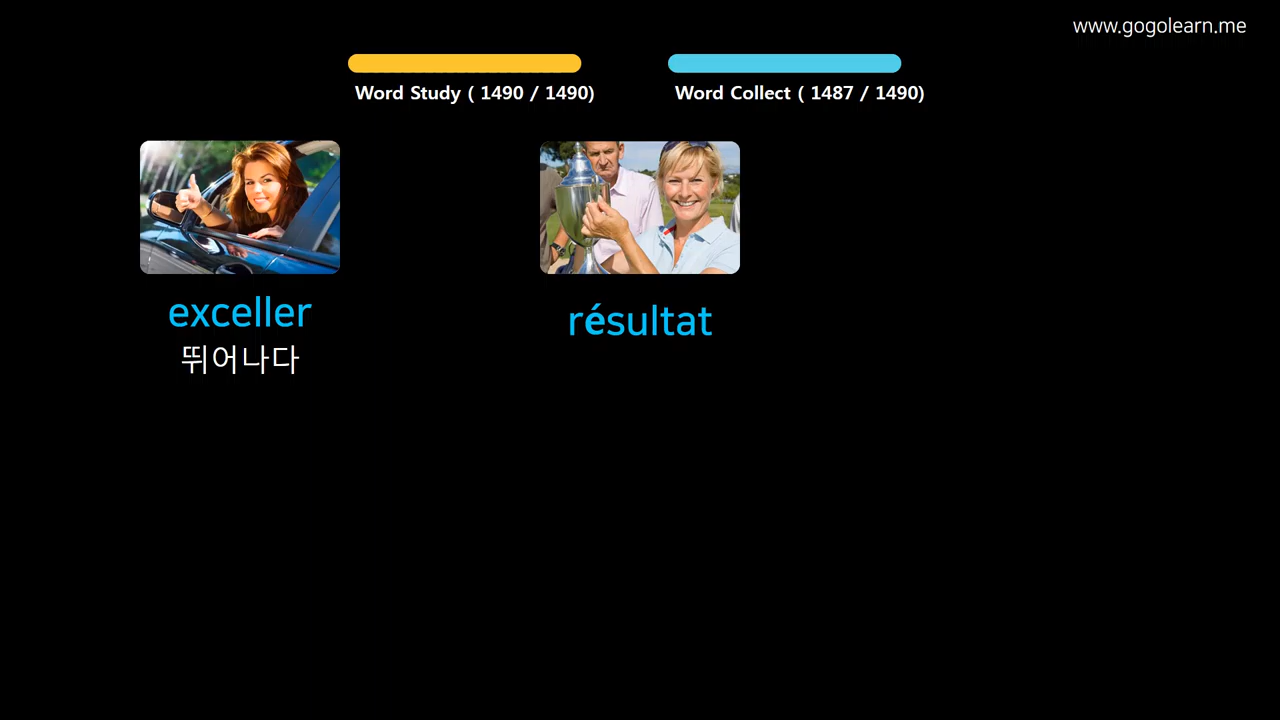 www.gogolearn.me
Word Study ( 1490 / 1490)
Word Collect ( 1487 / 1490)
exceller
뛰어나다
résultat